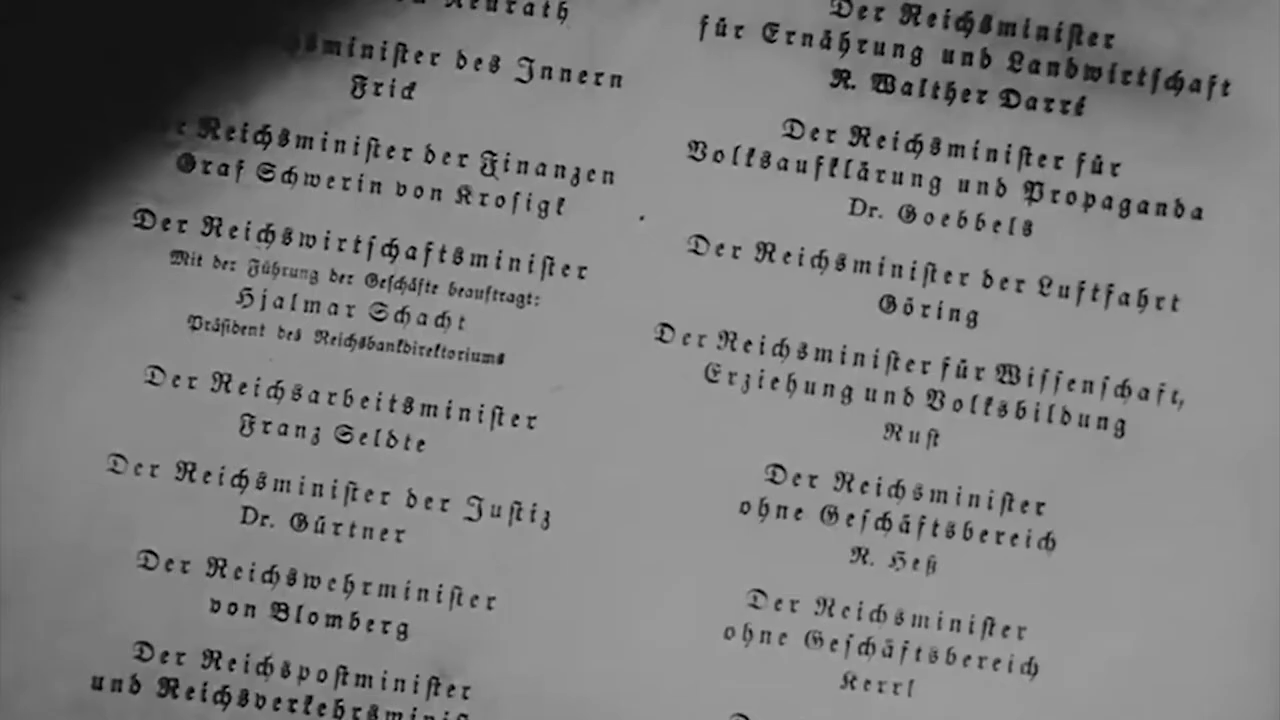 Neurath
minister des Innern
Frick
Reichsminister der Finanzen
Graf Schwerin von Krosigk
Der Reichswirtschaftsminister
Mit der Führung der Geschäfte beauftragt:
Hjalmar Schacht
Präsident des Reichsbankdirektoriums
Der Reichsarbeitsminister
Franz Seldte
Der Reichsminister der Justiz
Dr. Gürtner
Der Reichswehrminister
von Blomberg
Der Reichspostminister
und Reichsverkehrsminis
Der Reichsminister
für Ernährung und Landwirtschaft
R. Walther Darré
Der Reichsminister für
Volksaufklärung und Propaganda
Dr. Goebbels
Der Reichsminister der Luftfahrt
Göring
Der Reichsminister für Wissenschaft,
Erziehung und Volksbildung
Rust
Der Reichsminister
ohne Geschäftsbereich
R. Heß
Der Reichsminister
ohne Geschäftsbereich
Kerrl